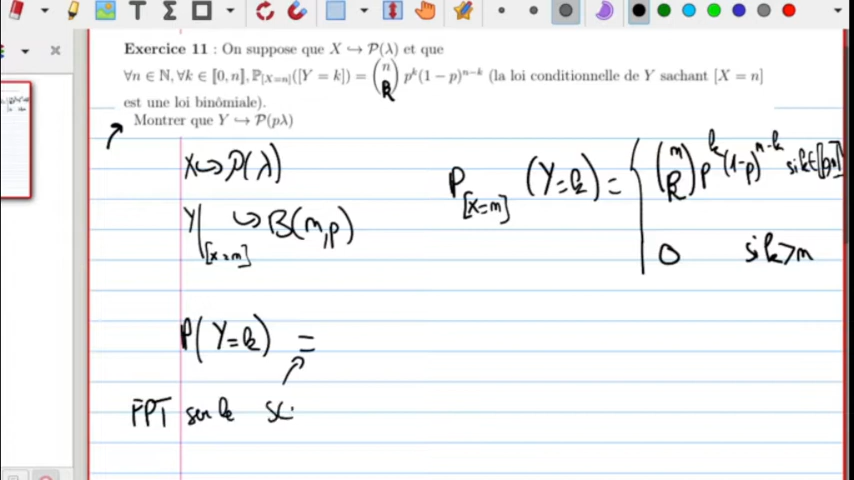 Exercice 11 : On suppose que X ↪ 𝒫(λ) et que
∀n ∈ ℕ, ∀k ∈ ⟦0, n⟧, ℙ[X=n]([Y = k]) = (n k) p^k(1 − p)^{n−k} (la loi conditionnelle de Y sachant [X = n]
est une loi binômiale).
Montrer que Y ↪ 𝒫(pλ)
X ↪ P(λ)
P[X=n] (Y=k) = { (n k) p^k (1-p)^{n-k} si k∈[0,n]
0 si k>n
Y|[X=n] ↪ B(n,p)
P(Y=k) =
FPT sur le SC